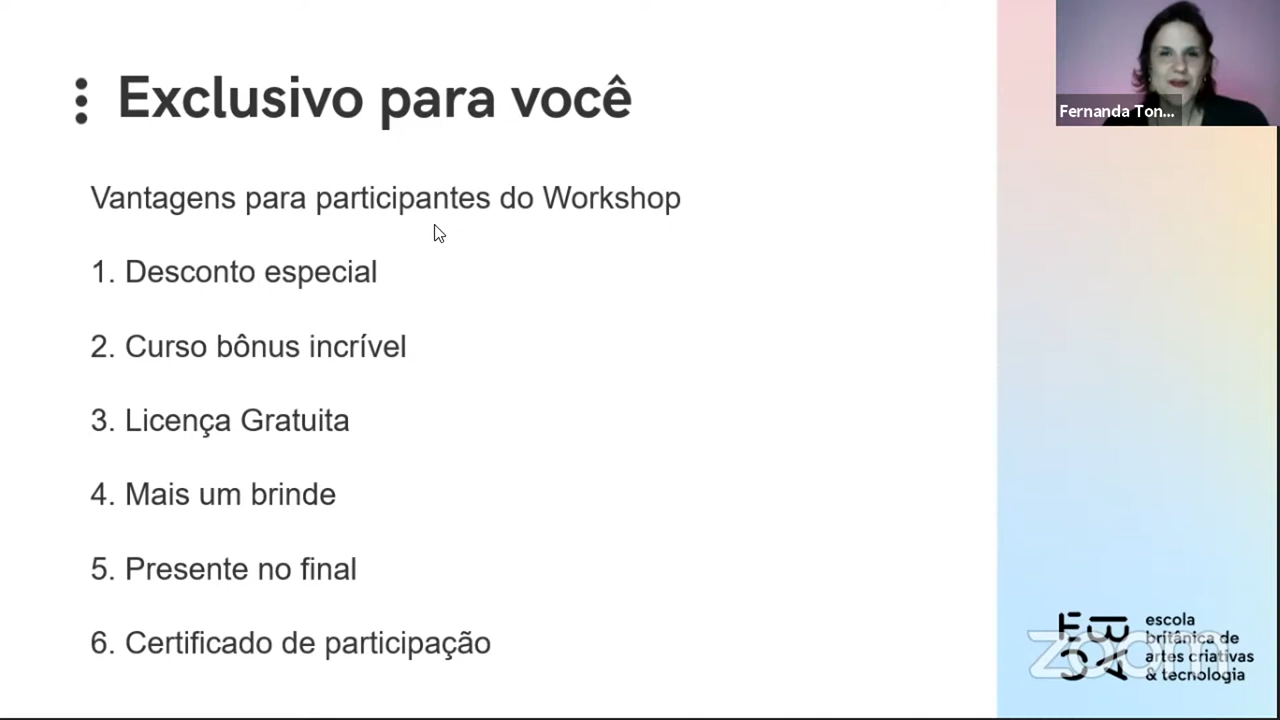 Exclusivo para você
Fernanda Ton...
Vantagens para participantes do Workshop
1. Desconto especial
2. Curso bônus incrível
3. Licença Gratuita
4. Mais um brinde
5. Presente no final
6. Certificado de participação
EBAC
escola
britânica de
artes criativas
& tecnologia
zoom